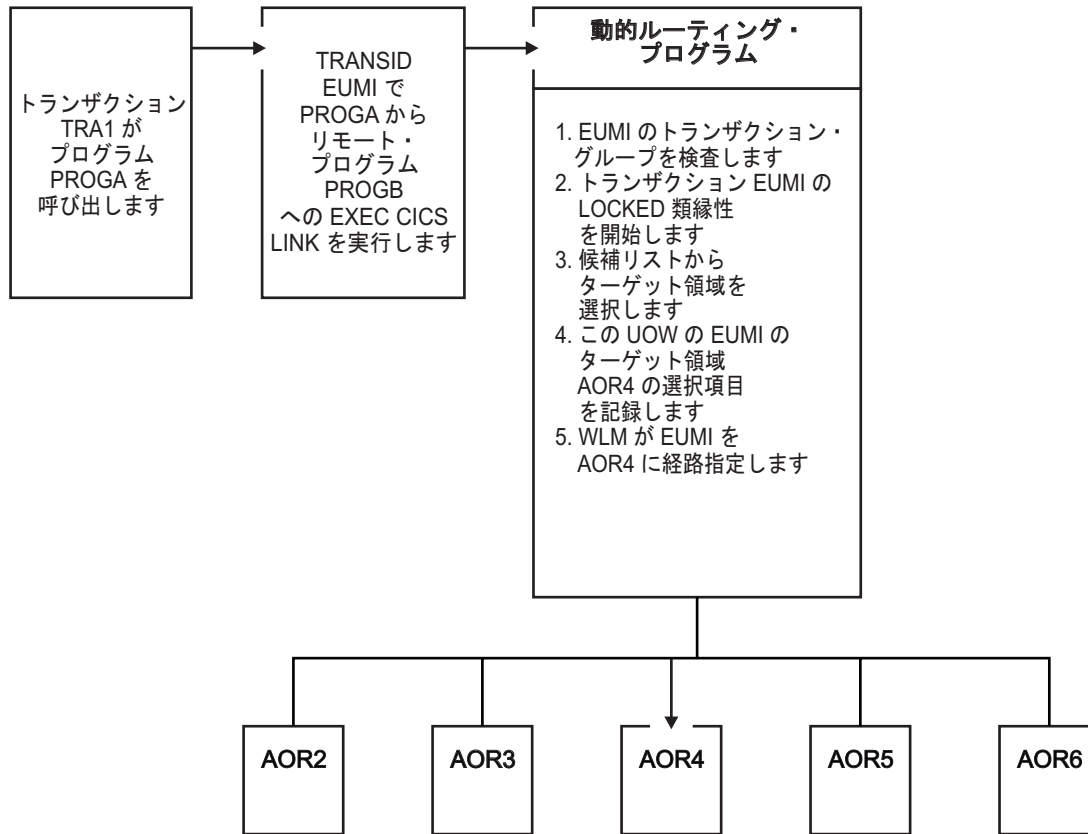 トランザクション
TRA1 が
プログラム
PROGA を
呼び出します
TRANSID
EUMI で
PROGA から
リモート・
プログラム
PROGB
への EXEC CICS
LINK を実行します
動的ルーティング・
プログラム
1. EUMI のトランザクション・
グループを検査します
2. トランザクション EUMI の
LOCKED 類縁性
を開始します
3. 候補リストから
ターゲット領域を
選択します
4. この UOW の EUMI の
ターゲット領域
AOR4 の選択項目
を記録します
5. WLM が EUMI を
AOR4 に経路指定します
AOR2
AOR3
AOR4
AOR5
AOR6